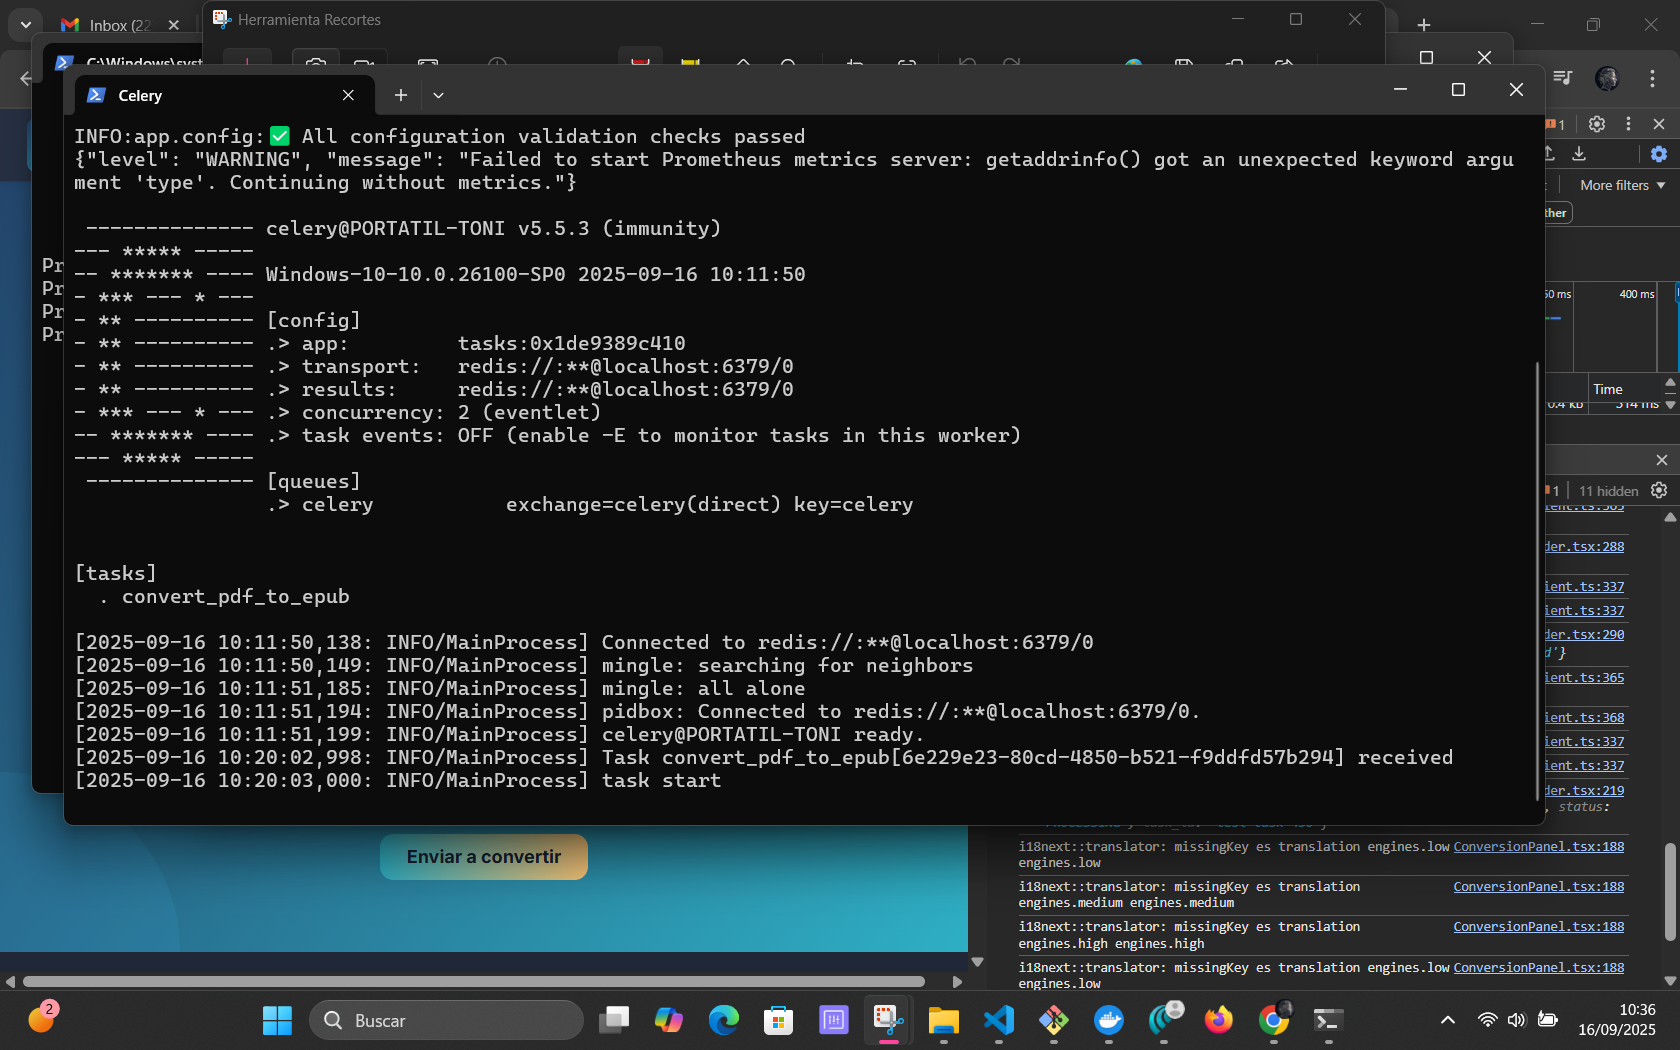 Inbox (22
Herramienta Recortes
C:\Windows\syst
Celery
INFO:app.config:✅ All configuration validation checks passed
{"level": "WARNING", "message": "Failed to start Prometheus metrics server: getaddrinfo() got an unexpected keyword argu
ment 'type'. Continuing without metrics."}
-------------- celery@PORTATIL-TONI v5.5.3 (immunity)
--- ***** -----
-- ******* ---- Windows-10-10.0.26100-SP0 2025-09-16 10:11:50
- *** --- * ---
- ** ---------- [config]
- ** ---------- .> app:         tasks:0x1de9389c410
- ** ---------- .> transport:   redis://:**@localhost:6379/0
- ** ---------- .> results:     redis://:**@localhost:6379/0
- *** --- * --- .> concurrency: 2 (eventlet)
-- ******* ---- .> task events: OFF (enable -E to monitor tasks in this worker)
--- ***** -----
-------------- [queues]
.> celery           exchange=celery(direct) key=celery
[tasks]
. convert_pdf_to_epub
[2025-09-16 10:11:50,138: INFO/MainProcess] Connected to redis://:**@localhost:6379/0
[2025-09-16 10:11:50,149: INFO/MainProcess] mingle: searching for neighbors
[2025-09-16 10:11:51,185: INFO/MainProcess] mingle: all alone
[2025-09-16 10:11:51,194: INFO/MainProcess] pidbox: Connected to redis://:**@localhost:6379/0.
[2025-09-16 10:11:51,199: INFO/MainProcess] celery@PORTATIL-TONI ready.
[2025-09-16 10:20:02,998: INFO/MainProcess] Task convert_pdf_to_epub[6e229e23-80cd-4850-b521-f9ddfd57b294] received
[2025-09-16 10:20:03,000: INFO/MainProcess] task start
Pr
Pr
Pr
Pr
1
More filters
ther
50 ms
400 ms
Time
0.4 kb 514 ms
1
11 hidden
ient.ts:365
der.tsx:288
ient.ts:337
ient.ts:337
der.tsx:290
d'}
ient.ts:365
ient.ts:368
ient.ts:337
ient.ts:337
der.tsx:219
, status:
i18next::translator: missingKey es translation engines.low ConversionPanel.tsx:188
engines.low
i18next::translator: missingKey es translation ConversionPanel.tsx:188
engines.medium engines.medium
i18next::translator: missingKey es translation ConversionPanel.tsx:188
engines.high engines.high
i18next::translator: missingKey es translation engines.low ConversionPanel.tsx:188
engines.low
Enviar a convertir
2
Buscar
10:36
16/09/2025